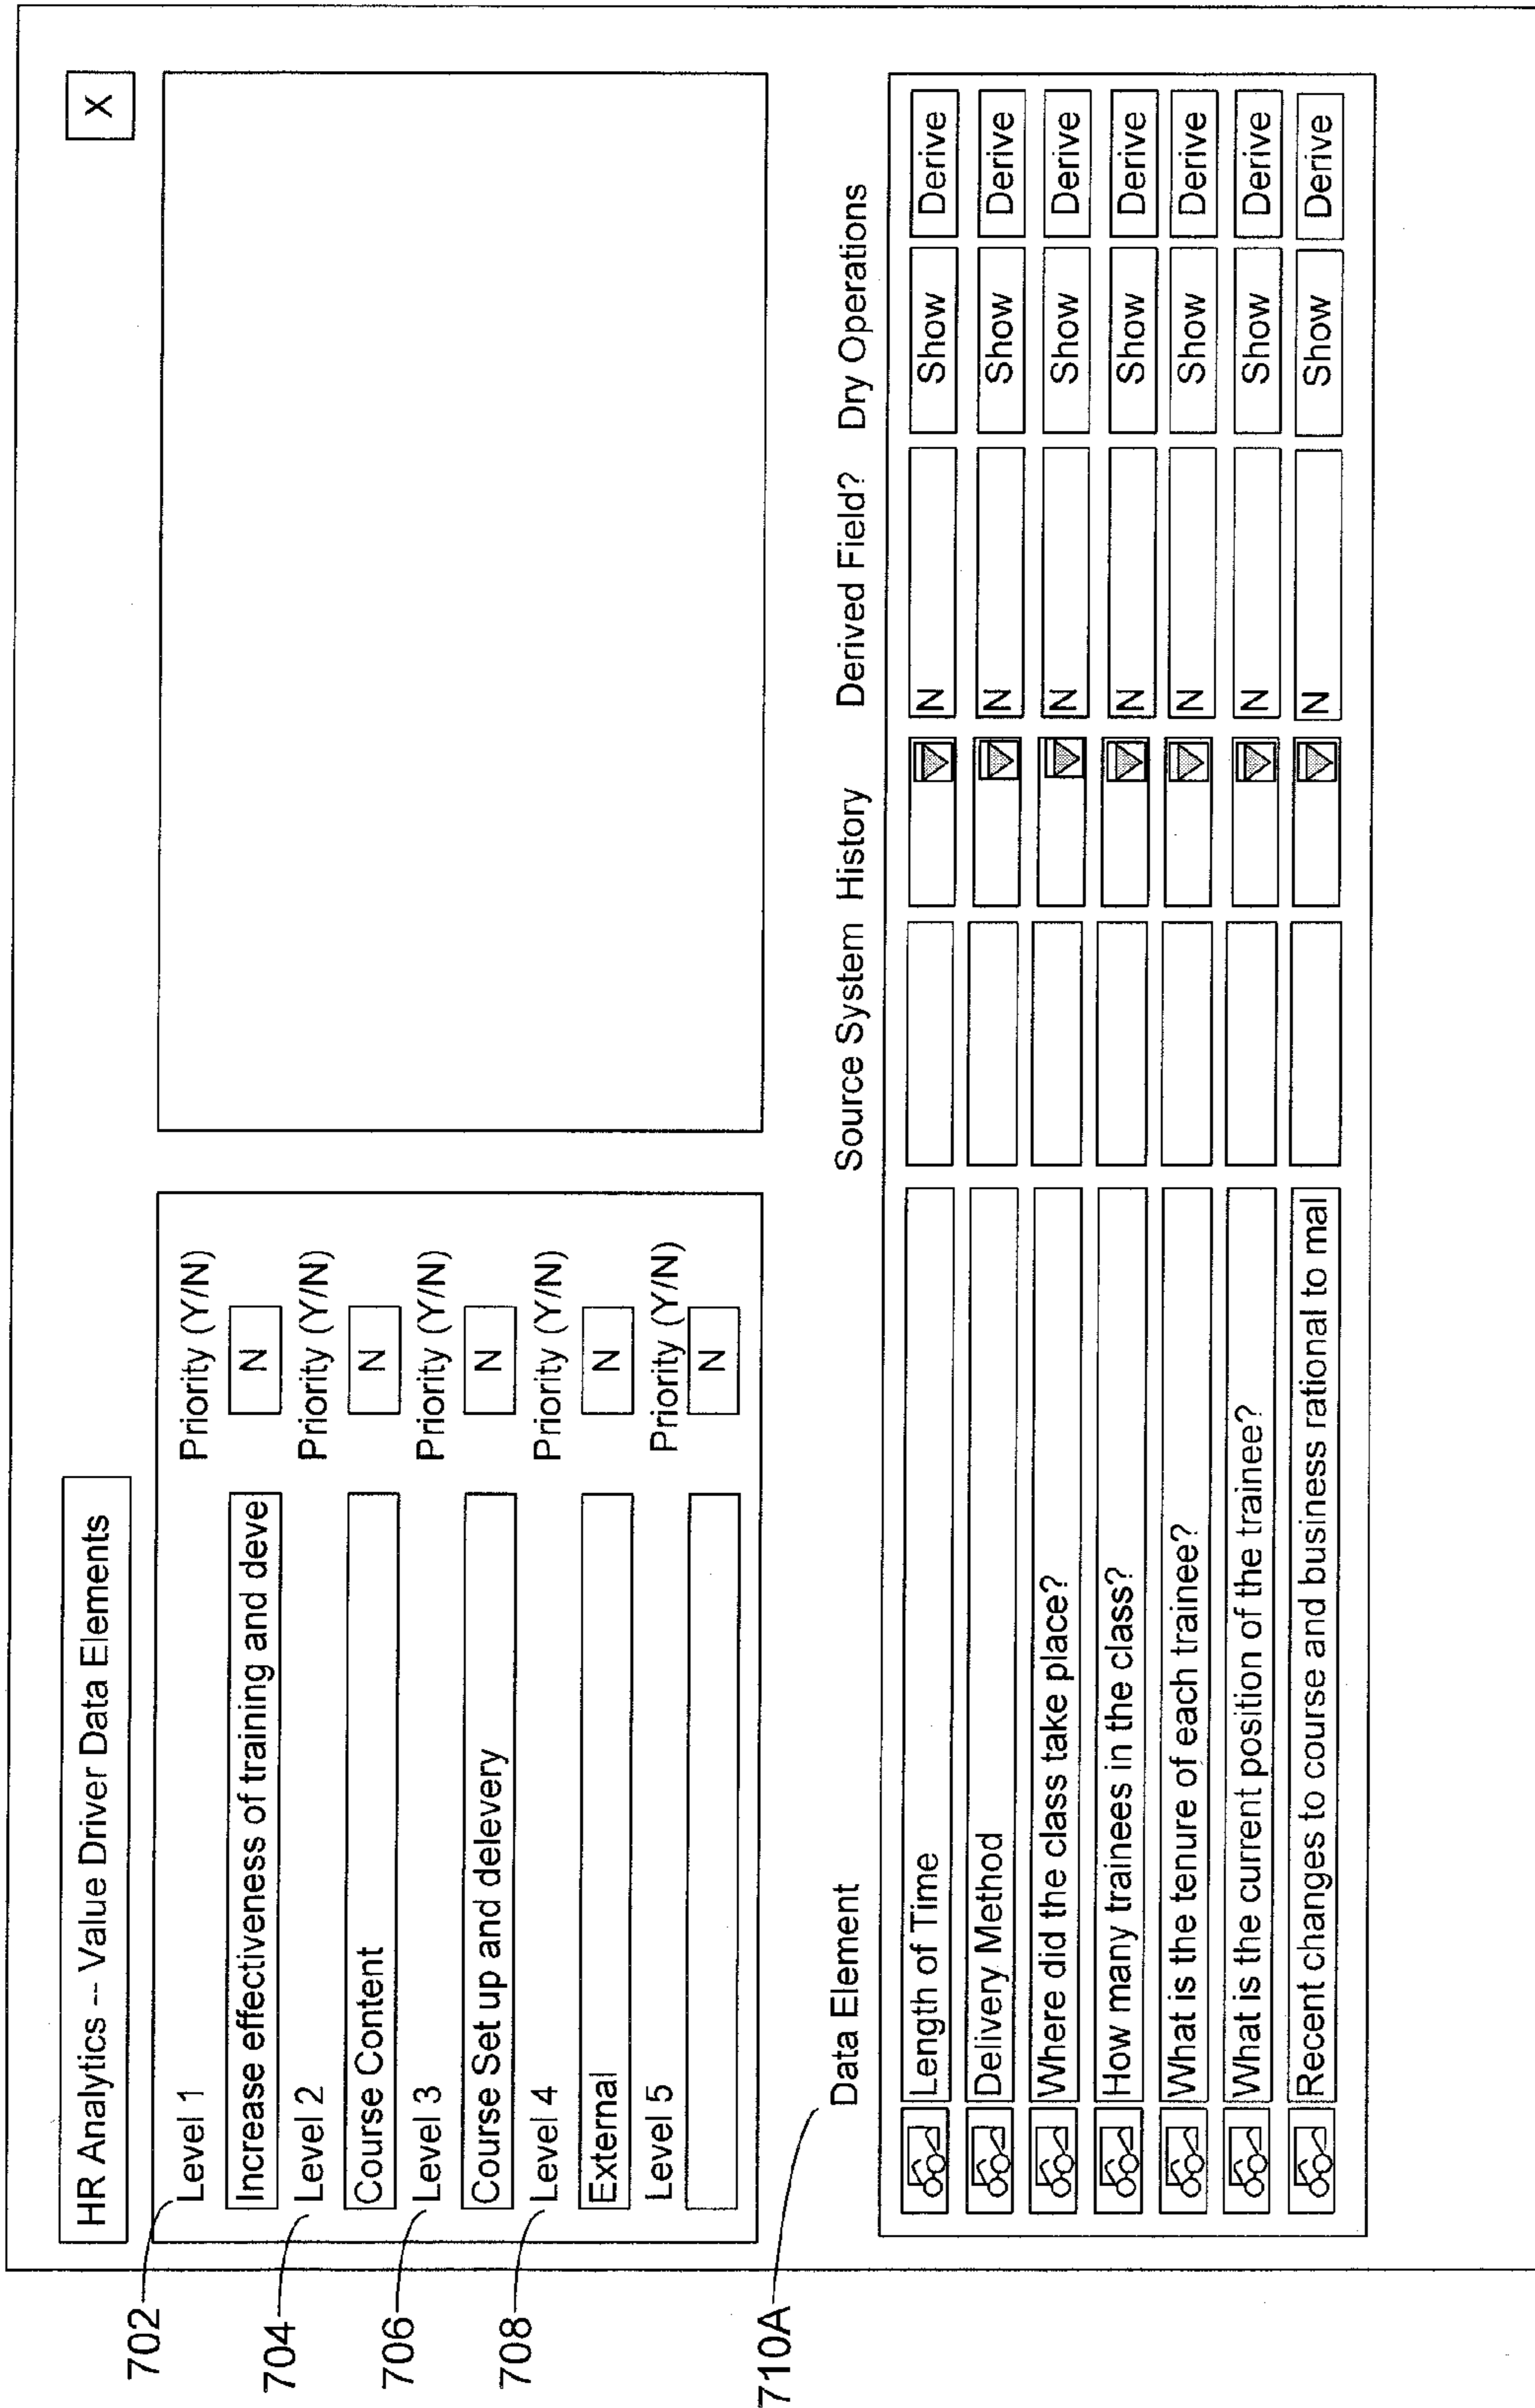 HR Analytics -- Value Driver Data Elements
X
702
Level 1 Priority (Y/N)
Increase effectiveness of training and deve N
704
Level 2 Priority (Y/N)
Course Content N
706
Level 3 Priority (Y/N)
Course Set up and delevery N
708
Level 4 Priority (Y/N)
External N
Level 5 Priority (Y/N)
N
710A
Data Element Source System History Derived Field? Dry Operations
Length of Time N Show Derive
Delivery Method N Show Derive
Where did the class take place? N Show Derive
How many trainees in the class? N Show Derive
What is the tenure of each trainee? N Show Derive
What is the current position of the trainee? N Show Derive
Recent changes to course and business rational to mal N Show Derive